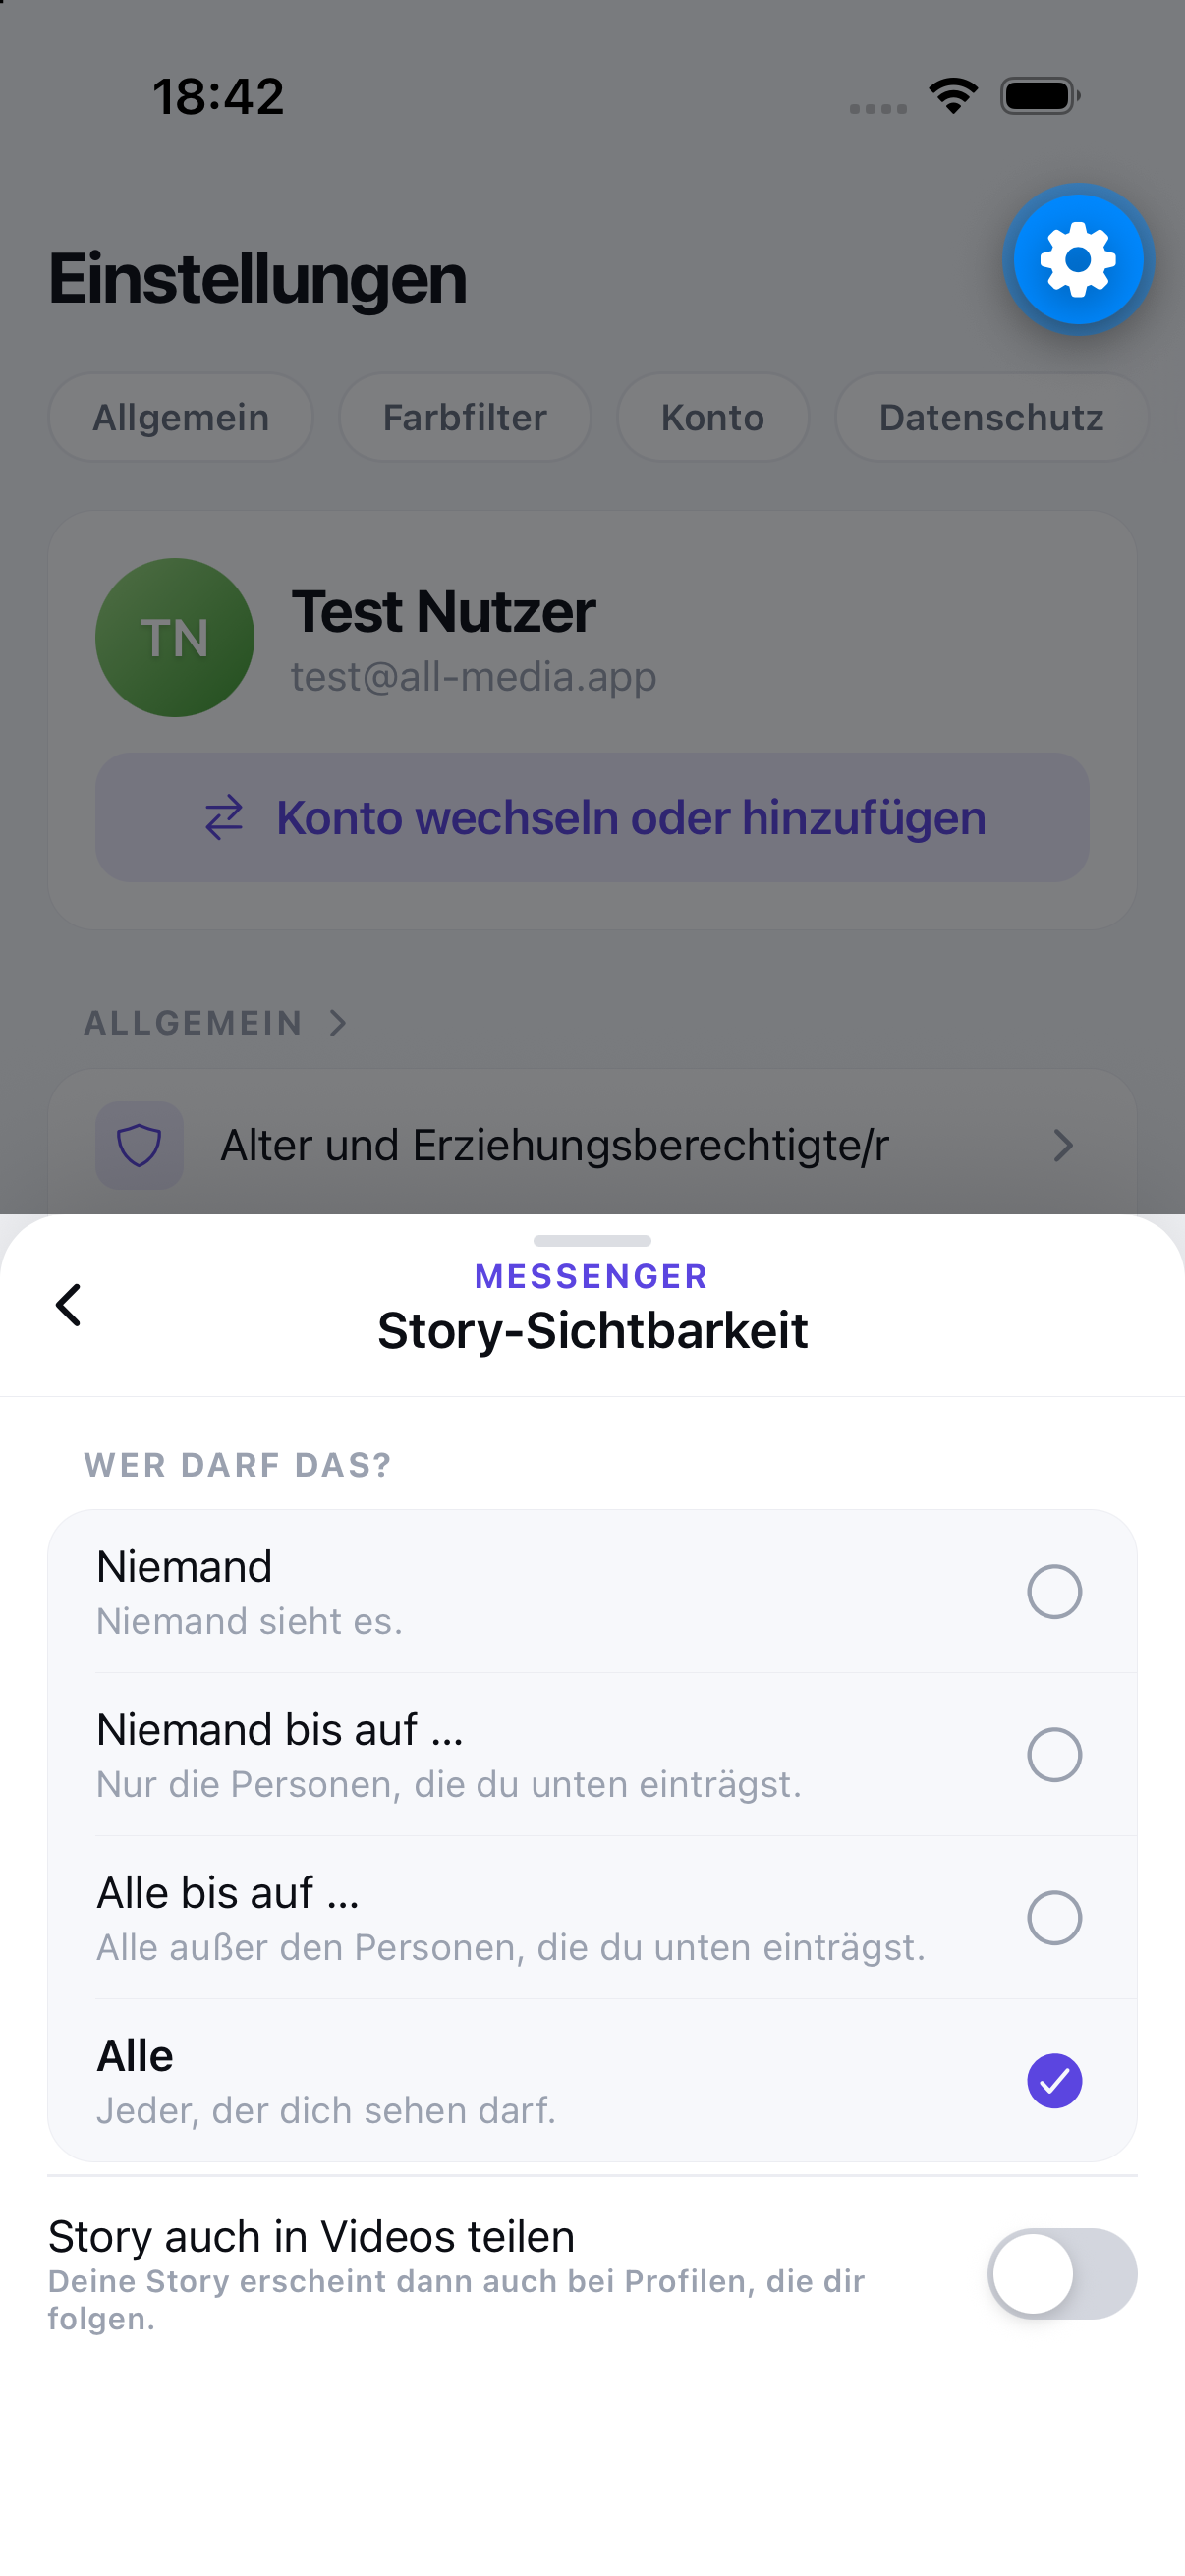 18:42
Einstellungen
Allgemein
Farbfilter
Konto
Datenschutz
TN
Test Nutzer
test@all-media.app
Konto wechseln oder hinzufügen
ALLGEMEIN
Alter und Erziehungsberechtigte/r
MESSENGER
Story-Sichtbarkeit
WER DARF DAS?
Niemand
Niemand sieht es.
Niemand bis auf ...
Nur die Personen, die du unten einträgst.
Alle bis auf ...
Alle außer den Personen, die du unten einträgst.
Alle
Jeder, der dich sehen darf.
Story auch in Videos teilen
Deine Story erscheint dann auch bei Profilen, die dir
folgen.